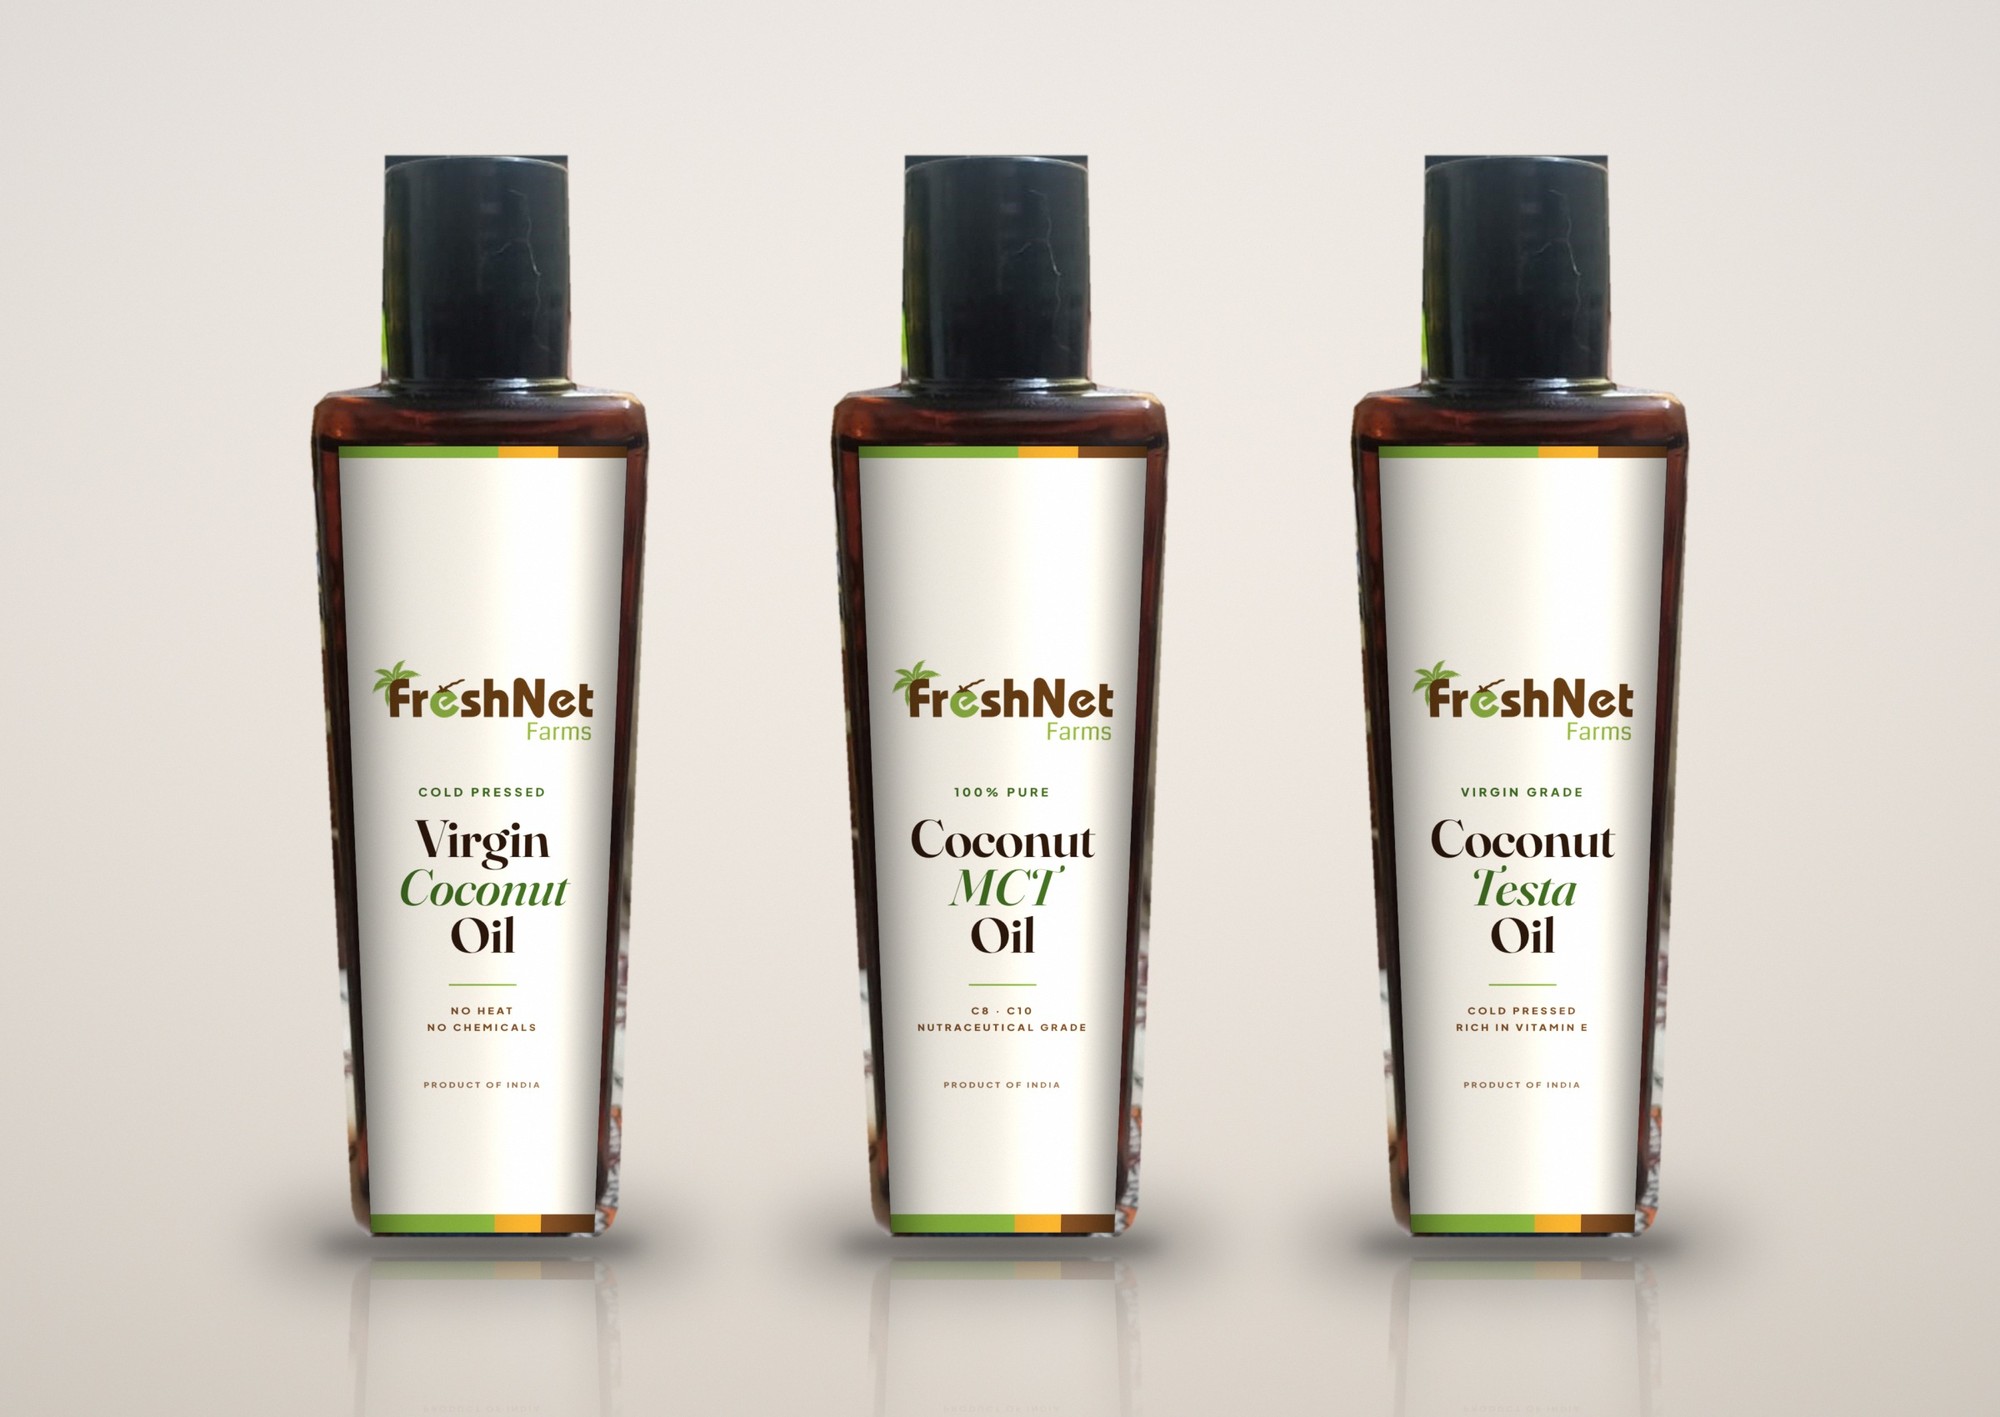 FreshNet
Farms
COLD PRESSED
Virgin
Coconut
Oil
NO HEAT
NO CHEMICALS
PRODUCT OF INDIA
FreshNet
Farms
100% PURE
Coconut
MCT
Oil
C8 · C10
NUTRACEUTICAL GRADE
PRODUCT OF INDIA
FreshNet
Farms
VIRGIN GRADE
Coconut
Testa
Oil
COLD PRESSED
RICH IN VITAMIN E
PRODUCT OF INDIA